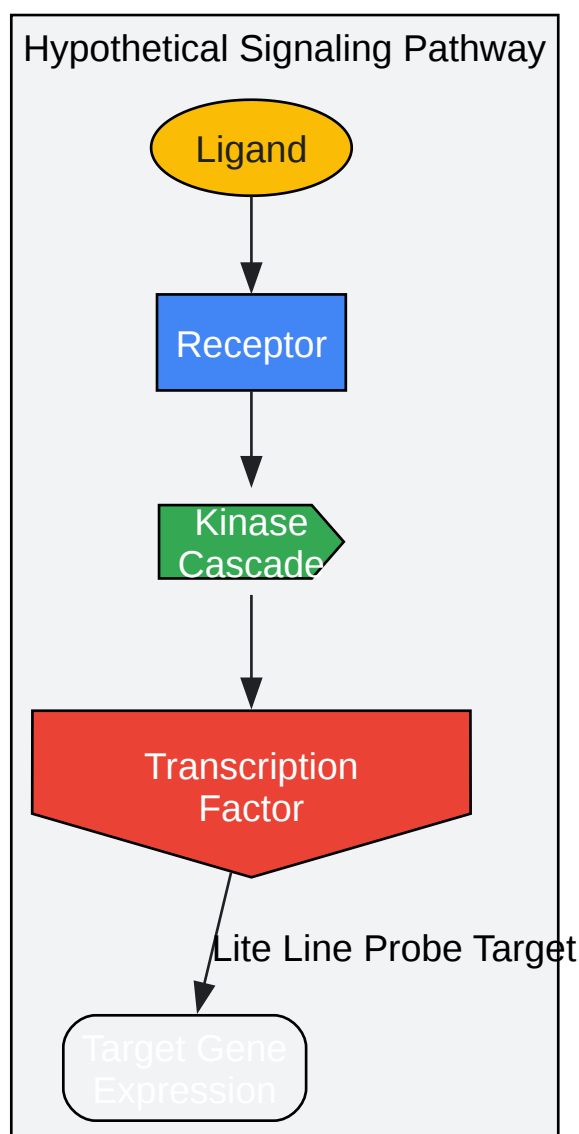 Hypothetical Signaling Pathway
Ligand
Receptor
Kinase
Cascade
Transcription
Factor
Lite Line Probe Target
Target Gene
Expression